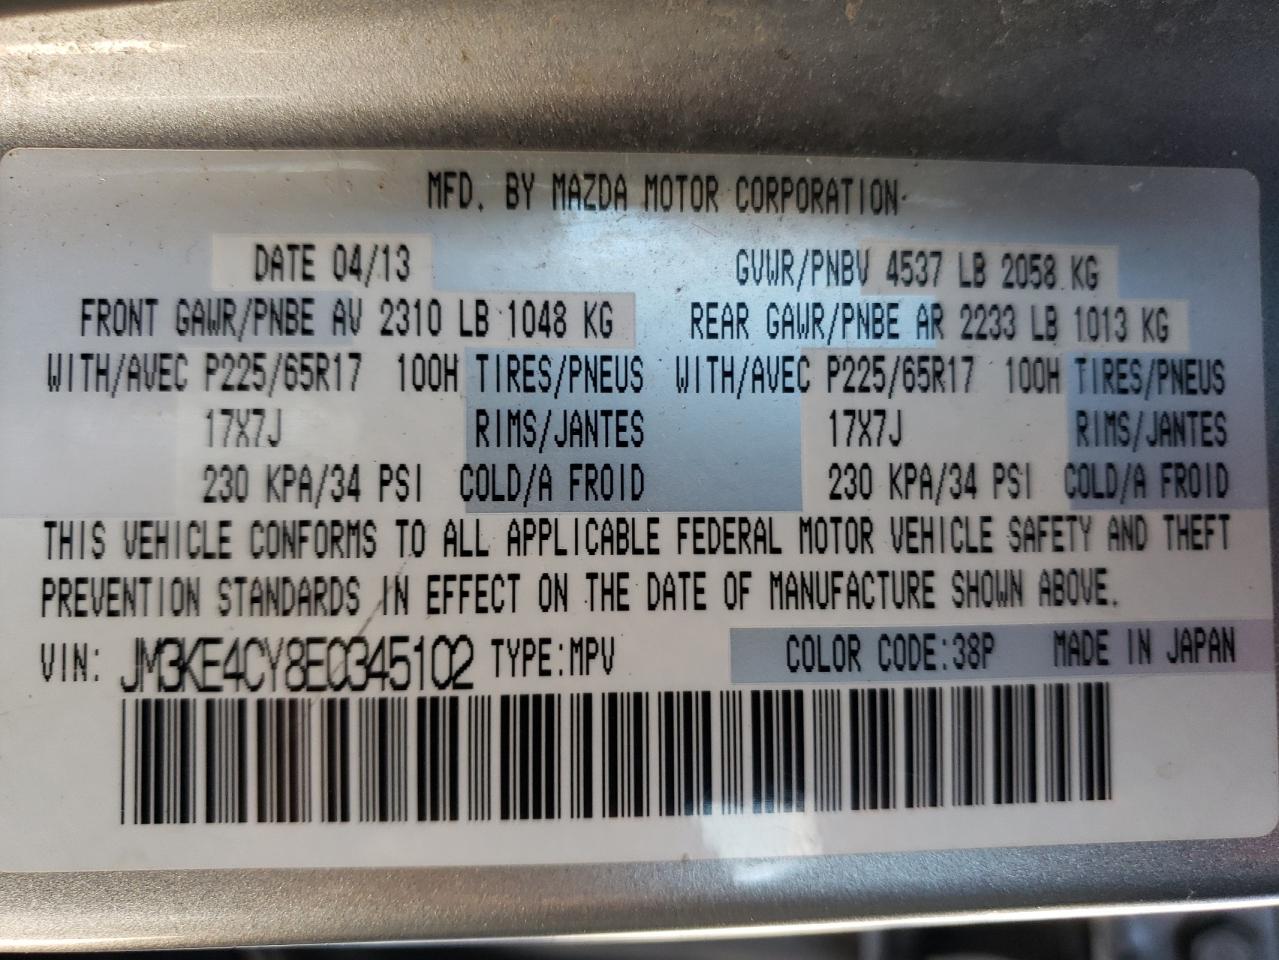 MFD. BY MAZDA MOTOR CORPORATION
DATE 04/13 GVWR/PNBV 4537 LB 2058 KG
FRONT GAWR/PNBE AV 2310 LB 1048 KG REAR GAWR/PNBE AR 2233 LB 1013 KG
WITH/AVEC P225/65R17 100H TIRES/PNEUS WITH/AVEC P225/65R17 100H TIRES/PNEUS
17X7J RIMS/JANTES 17X7J RIMS/JANTES
230 KPA/34 PSI COLD/A FROID 230 KPA/34 PSI COLD/A FROID
THIS VEHICLE CONFORMS TO ALL APPLICABLE FEDERAL MOTOR VEHICLE SAFETY AND THEFT
PREVENTION STANDARDS IN EFFECT ON THE DATE OF MANUFACTURE SHOWN ABOVE.
VIN: JM3KE4CY8E0345102 TYPE:MPV COLOR CODE:38P MADE IN JAPAN